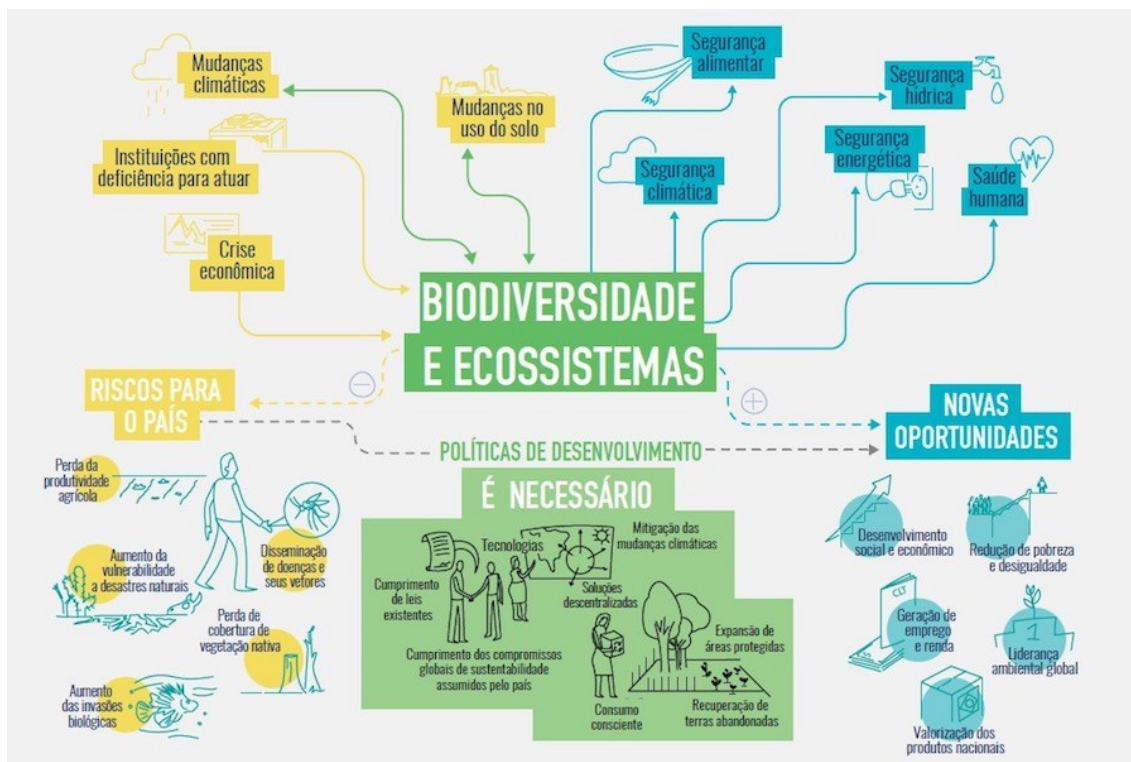 Mudanças
climáticas
Mudanças no
uso do solo
Instituições com
deficiência para atuar
Crise
econômica
Segurança
alimentar
Segurança
hídrica
Segurança
climática
Segurança
energética
Saúde
humana
BIODIVERSIDADE
E ECOSSISTEMAS
RISCOS PARA
O PAÍS
NOVAS
OPORTUNIDADES
POLÍTICAS DE DESENVOLVIMENTO
É NECESSÁRIO
Perda da
produtividade
agrícola
Disseminação
de doenças e
seus vetores
Aumento da
vulnerabilidade
a desastres naturais
Perda de
cobertura de
vegetação nativa
Aumento
das invasões
biológicas
Tecnologias
Mitigação das
mudanças climáticas
Cumprimento
de leis
existentes
Soluções
descentralizadas
Cumprimento dos compromissos
globais de sustentabilidade
assumidos pelo país
Expansão de
áreas protegidas
Consumo
consciente
Recuperação de
terras abandonadas
Desenvolvimento
social e econômico
Redução de pobreza
e desigualdade
CLT
Geração de
emprego
e renda
1
Liderança
ambiental global
Valorização dos
produtos nacionais